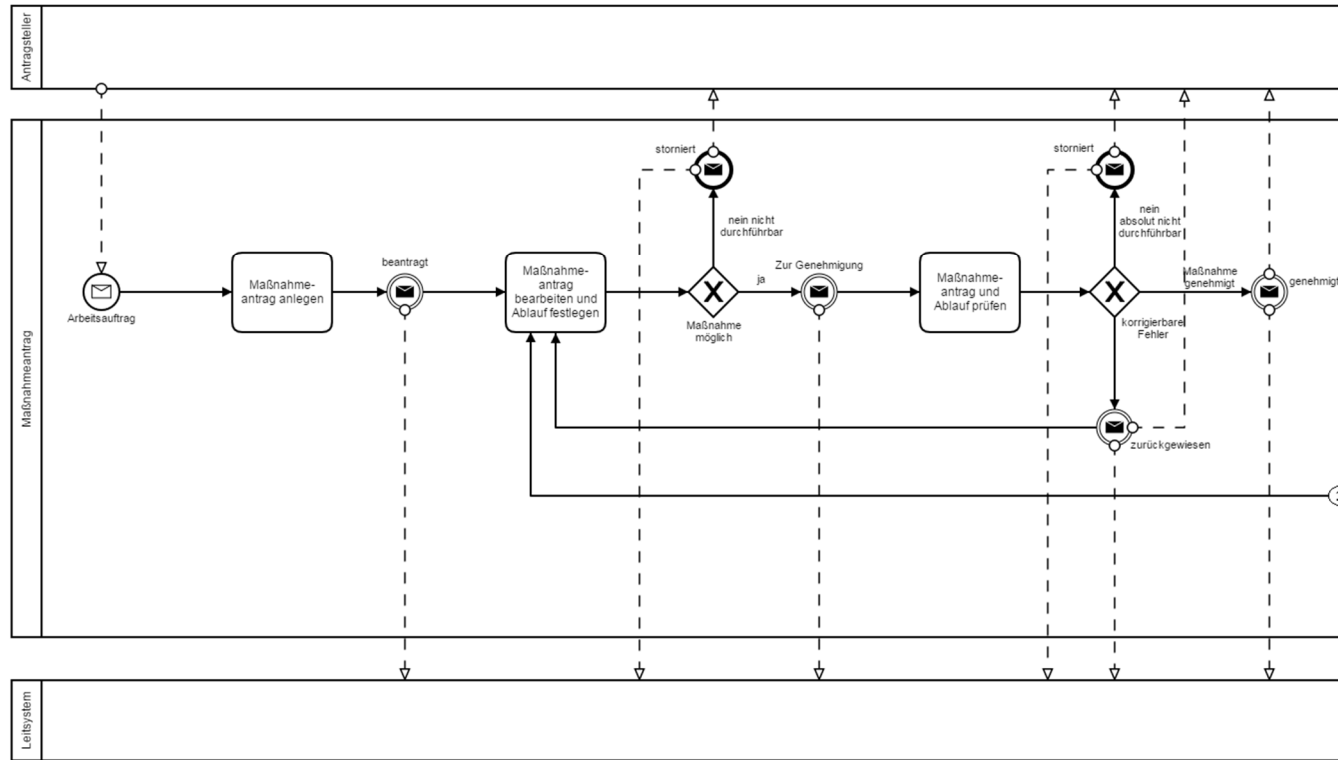 Antragsteller
Maßnahmeantrag
Leitsystem
Arbeitsauftrag
Maßnahme-
antrag anlegen
beantragt
Maßnahme-
antrag
bearbeiten und
Ablauf festlegen
storniert
nein nicht
durchführbar
Maßnahme
möglich
ja
Zur Genehmigung
Maßnahme-
antrag und
Ablauf prüfen
storniert
nein
absolut nicht
durchführbar
Maßnahme
genehmigt
genehmigt
korrigierbarer
Fehler
zurückgewiesen